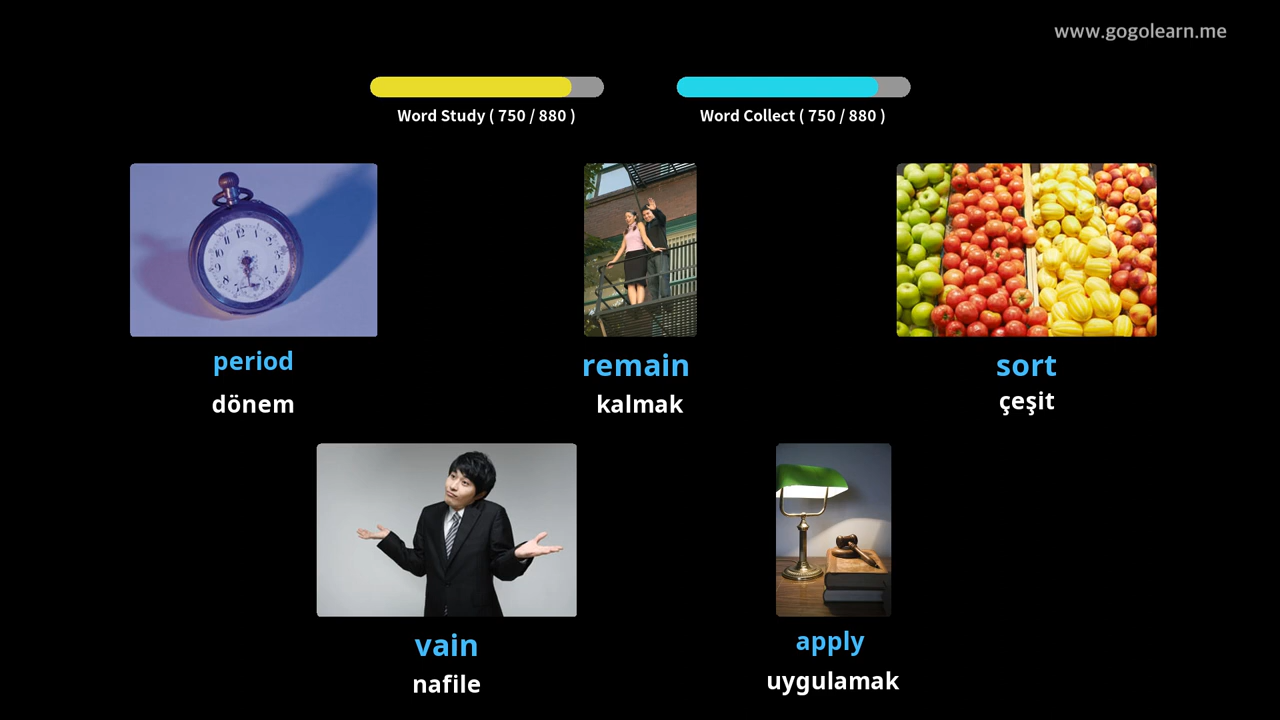 www.gogolearn.me
Word Study ( 750 / 880 )
Word Collect ( 750 / 880 )
period
dönem
remain
kalmak
sort
çeşit
vain
nafile
apply
uygulamak